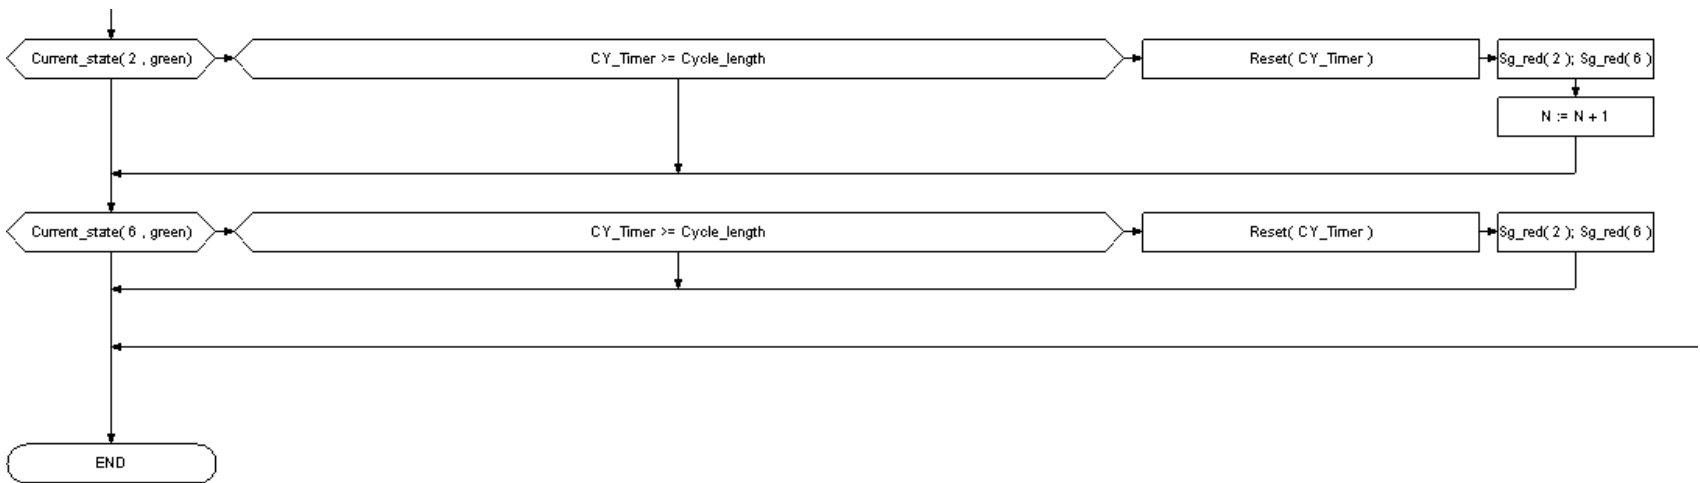 Current_state( 2 , green)
CY_Timer >= Cycle_length
Reset( CY_Timer )
Sg_red( 2 ); Sg_red( 6 )
N := N + 1
Current_state( 6 , green)
CY_Timer >= Cycle_length
Reset( CY_Timer )
Sg_red( 2 ); Sg_red( 6 )
END